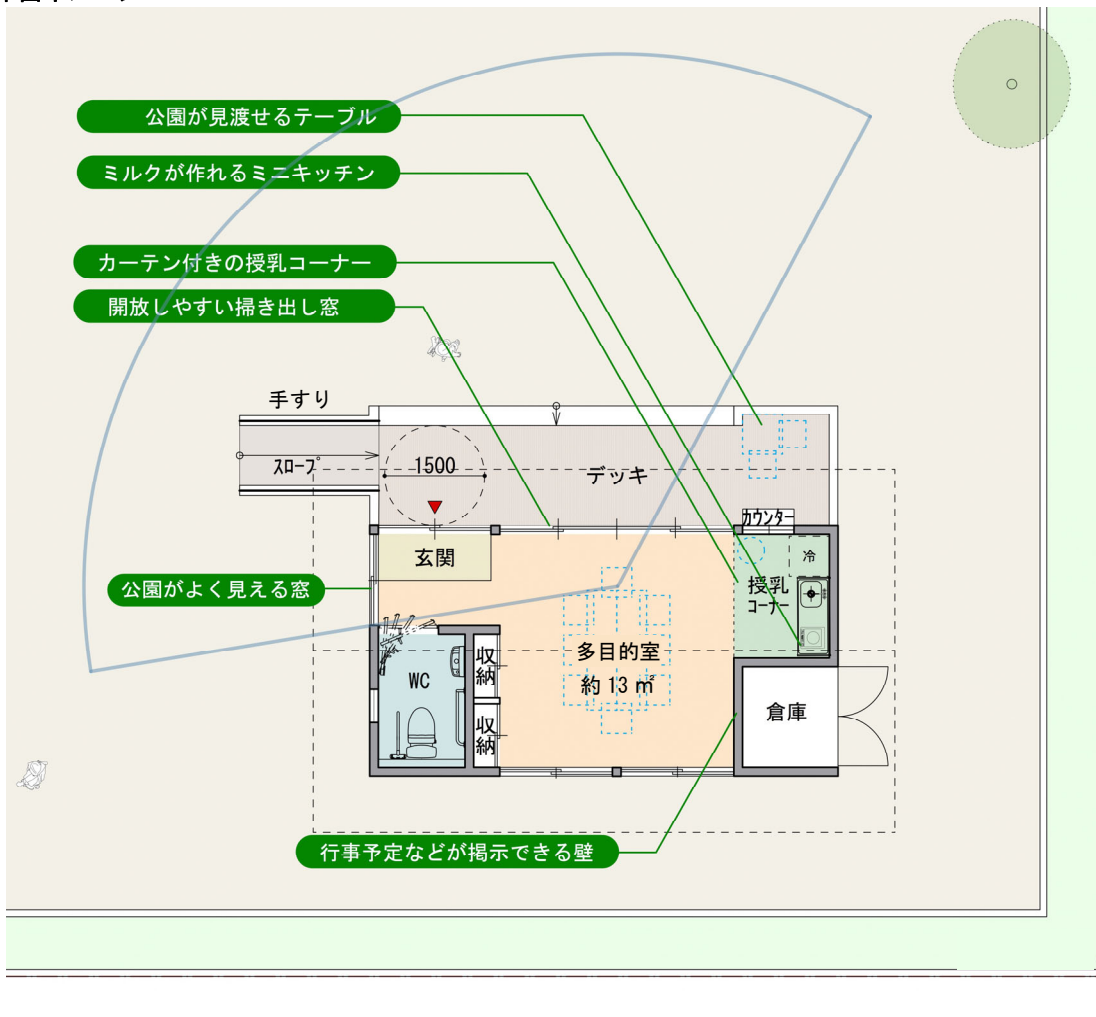 公園が見渡せるテーブル
ミルクが作れるミニキッチン
カーテン付きの授乳コーナー
開放しやすい掃き出し窓
手すり
ｽﾛｰﾌﾟ
1500
デッキ
ｶｳﾝﾀｰ
玄関
冷
公園がよく見える窓
授乳
ｺｰﾅｰ
収納
多目的室
約 13 ㎡
WC
収納
倉庫
行事予定などが掲示できる壁